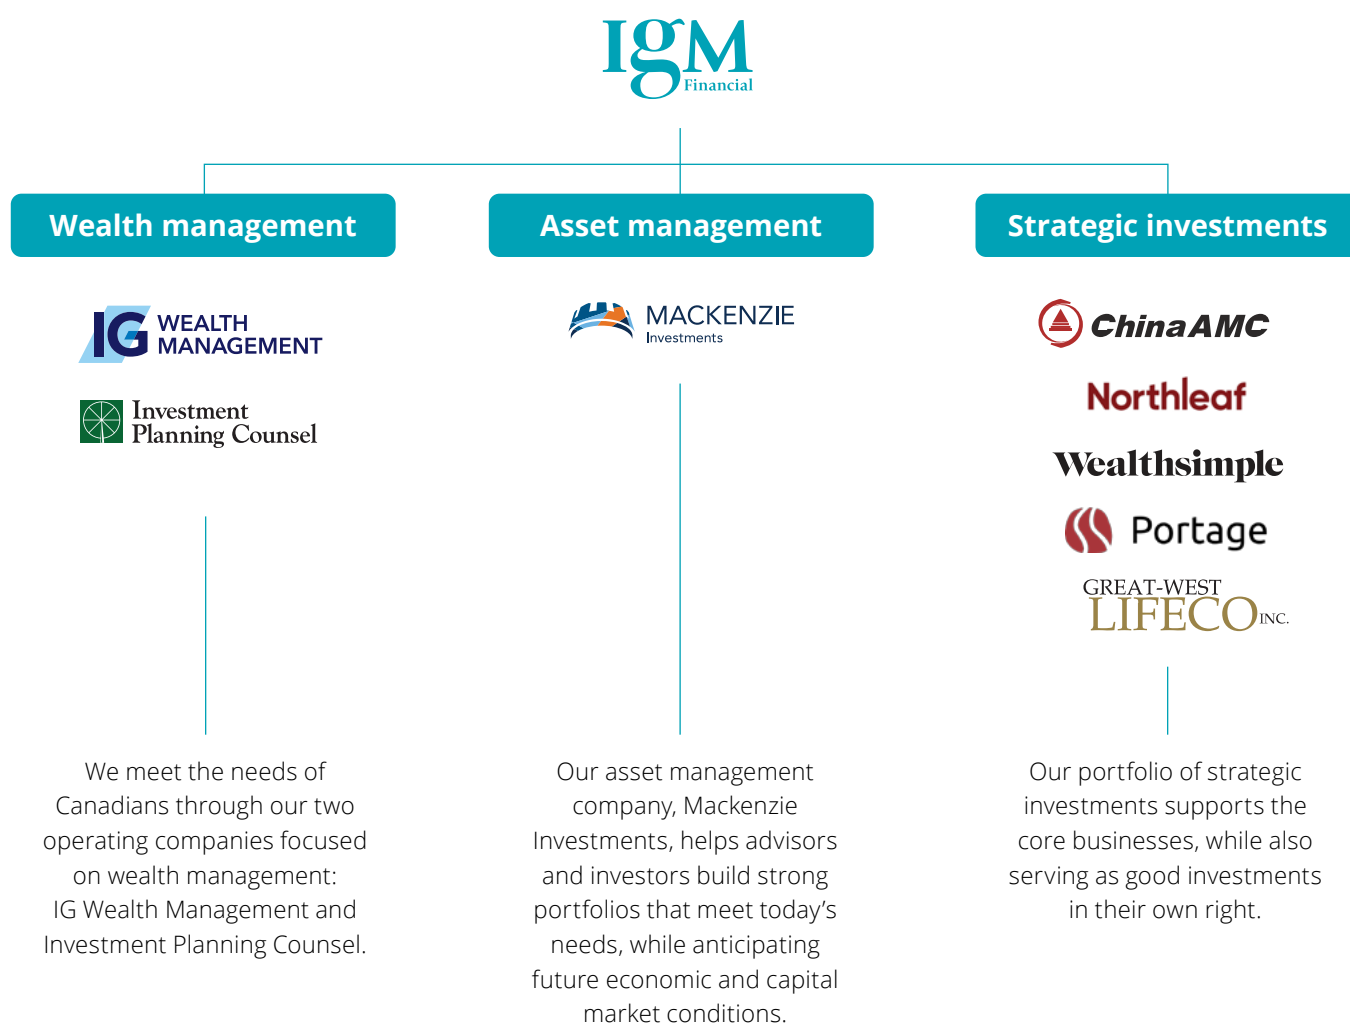 IgM
Financial
Wealth management
Asset management
Strategic investments
IG WEALTH
MANAGEMENT
Investment
Planning Counsel
MACKENZIE
Investments
ChinaAMC
Northleaf
Wealthsimple
Portage
GREAT-WEST
LIFECO INC.
We meet the needs of
Canadians through our two
operating companies focused
on wealth management:
IG Wealth Management and
Investment Planning Counsel.
Our asset management
company, Mackenzie
Investments, helps advisors
and investors build strong
portfolios that meet today’s
needs, while anticipating
future economic and capital
market conditions.
Our portfolio of strategic
investments supports the
core businesses, while also
serving as good investments
in their own right.